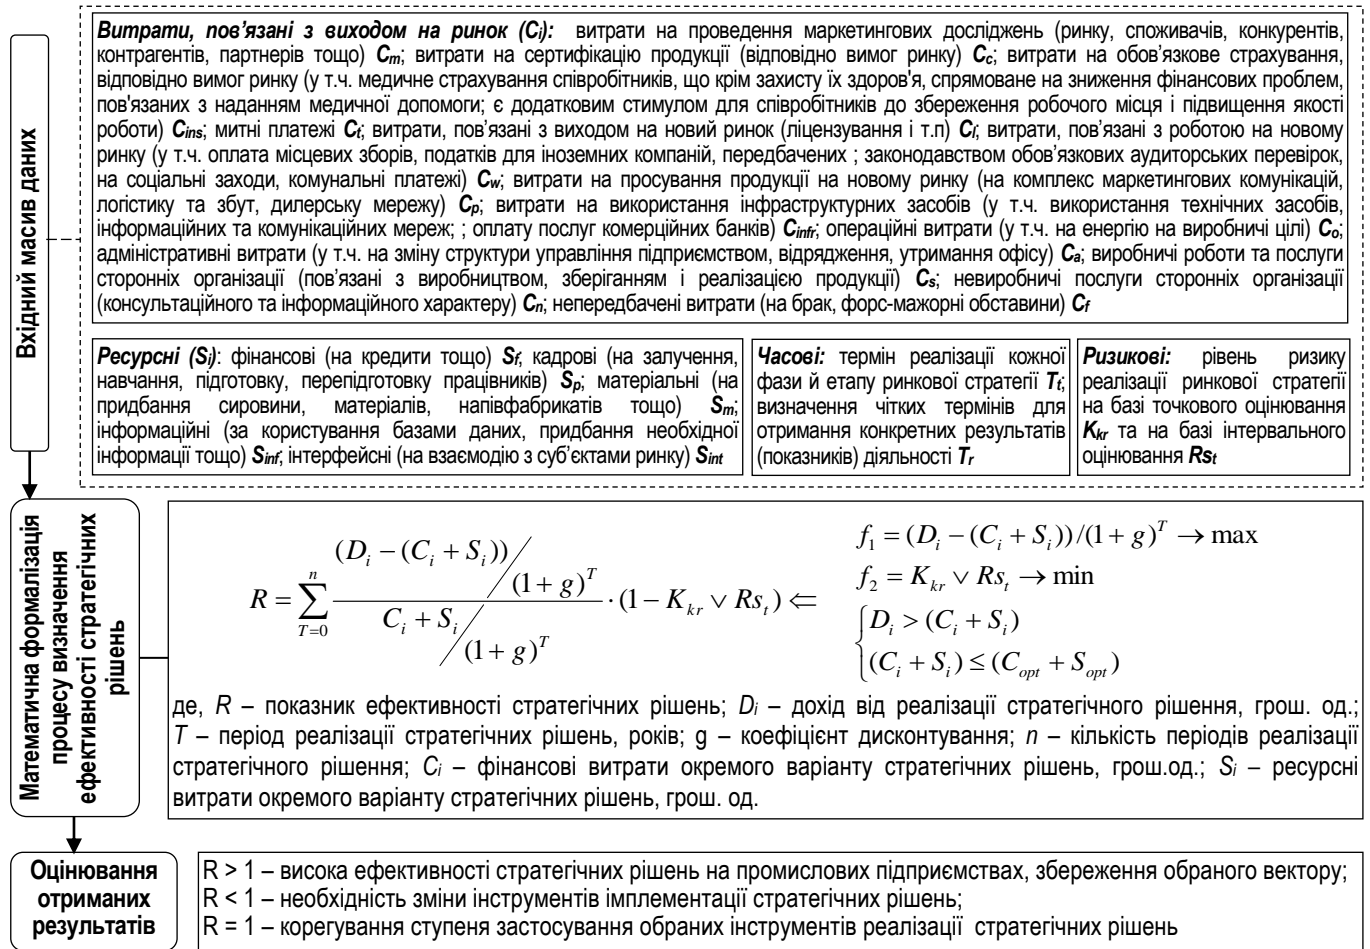 Вхідний масив даних
Витрати, пов’язані з виходом на ринок (Ci): витрати на проведення маркетингових досліджень (ринку, споживачів, конкурентів,
контрагентів, партнерів тощо) Cm; витрати на сертифікацію продукції (відповідно вимог ринку) Cc; витрати на обов’язкове страхування,
відповідно вимог ринку (у т.ч. медичне страхування співробітників, що крім захисту їх здоров'я, спрямоване на зниження фінансових проблем,
пов'язаних з наданням медичної допомоги; є додатковим стимулом для співробітників до збереження робочого місця і підвищення якості
роботи) Cins; митні платежі Ct; витрати, пов’язані з виходом на новий ринок (ліцензування і т.п) Cl; витрати, пов’язані з роботою на новому
ринку (у т.ч. оплата місцевих зборів, податків для іноземних компаній, передбачених ; законодавством обов’язкових аудиторських перевірок,
на соціальні заходи, комунальні платежі) Cw; витрати на просування продукції на новому ринку (на комплекс маркетингових комунікацій,
логістику та збут, дилерську мережу) Cp; витрати на використання інфраструктурних засобів (у т.ч. використання технічних засобів,
інформаційних та комунікаційних мереж; ; оплату послуг комерційних банків) Cinfr; операційні витрати (у т.ч. на енергію на виробничі цілі) Co;
адміністративні витрати (у т.ч. на зміну структури управління підприємством, відрядження, утримання офісу) Ca; виробничі роботи та послуги
сторонніх організації (пов’язані з виробництвом, зберіганням і реалізацією продукції) Cs; невиробничі послуги сторонніх організації
(консультаційного та інформаційного характеру) Cn; непередбачені витрати (на брак, форс-мажорні обставини) Cf
Ресурсні (Si): фінансові (на кредити тощо) Sf, кадрові (на залучення,
навчання, підготовку, перепідготовку працівників) Sp; матеріальні (на
придбання сировини, матеріалів, напівфабрикатів тощо) Sm;
інформаційні (за користування базами даних, придбання необхідної
інформації тощо) Sinf; інтерфейсні (на взаємодію з суб’єктами ринку) Sint
Часові: термін реалізації кожної
фази й етапу ринкової стратегії Tt;
визначення чітких термінів для
отримання конкретних результатів
(показників) діяльності Tr
Ризикові: рівень ризику
реалізації ринкової стратегії
на базі точкового оцінювання
Kkr та на базі інтервального
оцінювання Rst
Математична формалізація
процесу визначення
ефективності стратегічних
рішень
R = ∑ T=0 n ((Di − (Ci + Si)) / (1 + g)^T) / (Ci + Si / (1 + g)^T) · (1 − Kkr ∨ Rst) ⇐
f1 = (Di − (Ci + Si))/(1 + g)^T → max
f2 = Kkr ∨ Rst → min
{ Di > (Ci + Si)
(Ci + Si) ≤ (Copt + Sopt)
де, R – показник ефективності стратегічних рішень; Di – дохід від реалізації стратегічного рішення, грош. од.;
T – період реалізації стратегічних рішень, років; g – коефіцієнт дисконтування; n – кількість періодів реалізації
стратегічного рішення; Ci – фінансові витрати окремого варіанту стратегічних рішень, грош.од.; Si – ресурсні
витрати окремого варіанту стратегічних рішень, грош. од.
Оцінювання
отриманих
результатів
R > 1 – висока ефективності стратегічних рішень на промислових підприємствах, збереження обраного вектору;
R < 1 – необхідність зміни інструментів імплементації стратегічних рішень;
R = 1 – корегування ступеня застосування обраних інструментів реалізації стратегічних рішень